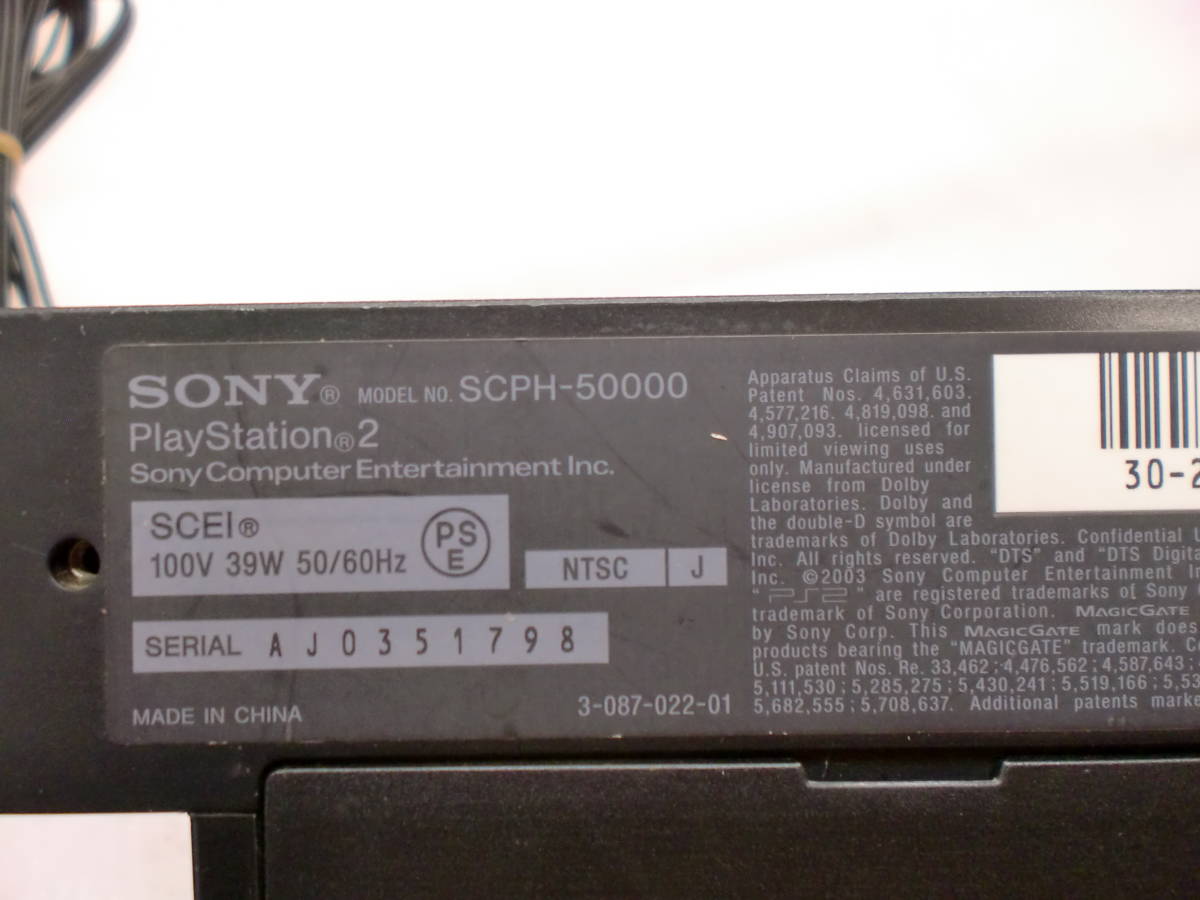 SONY® MODEL NO. SCPH-50000
PlayStation®2
Sony Computer Entertainment Inc.
SCEI®
100V 39W 50/60Hz
PS
E
NTSC J
SERIAL AJ0351798
MADE IN CHINA
3-087-022-01
Apparatus Claims of U.S.
Patent Nos. 4,631,603.
4,577,216. 4,819,098. and
4,907,093. licensed for
limited viewing uses
only. Manufactured under
license from Dolby
Laboratories. Dolby and
the double-D symbol are
trademarks of Dolby Laboratories. Confidential
Inc. All rights reserved. "DTS" and "DTS
Inc. ©2003 Sony Computer Entertainment
" PS2 " are registered trademarks of Sony
trademark of Sony Corporation. MAGICGATE
by Sony Corp. This MAGICGATE mark does
products bearing the "MAGICGATE" trademark.
U.S. patent Nos. Re. 33,462 ; 4,476,562 ; 4,587,643 ;
5,111,530 ; 5,285,275 ; 5,430,241 ; 5,519,166 ;
5,682,555 ; 5,708,637. Additional patents
30-2